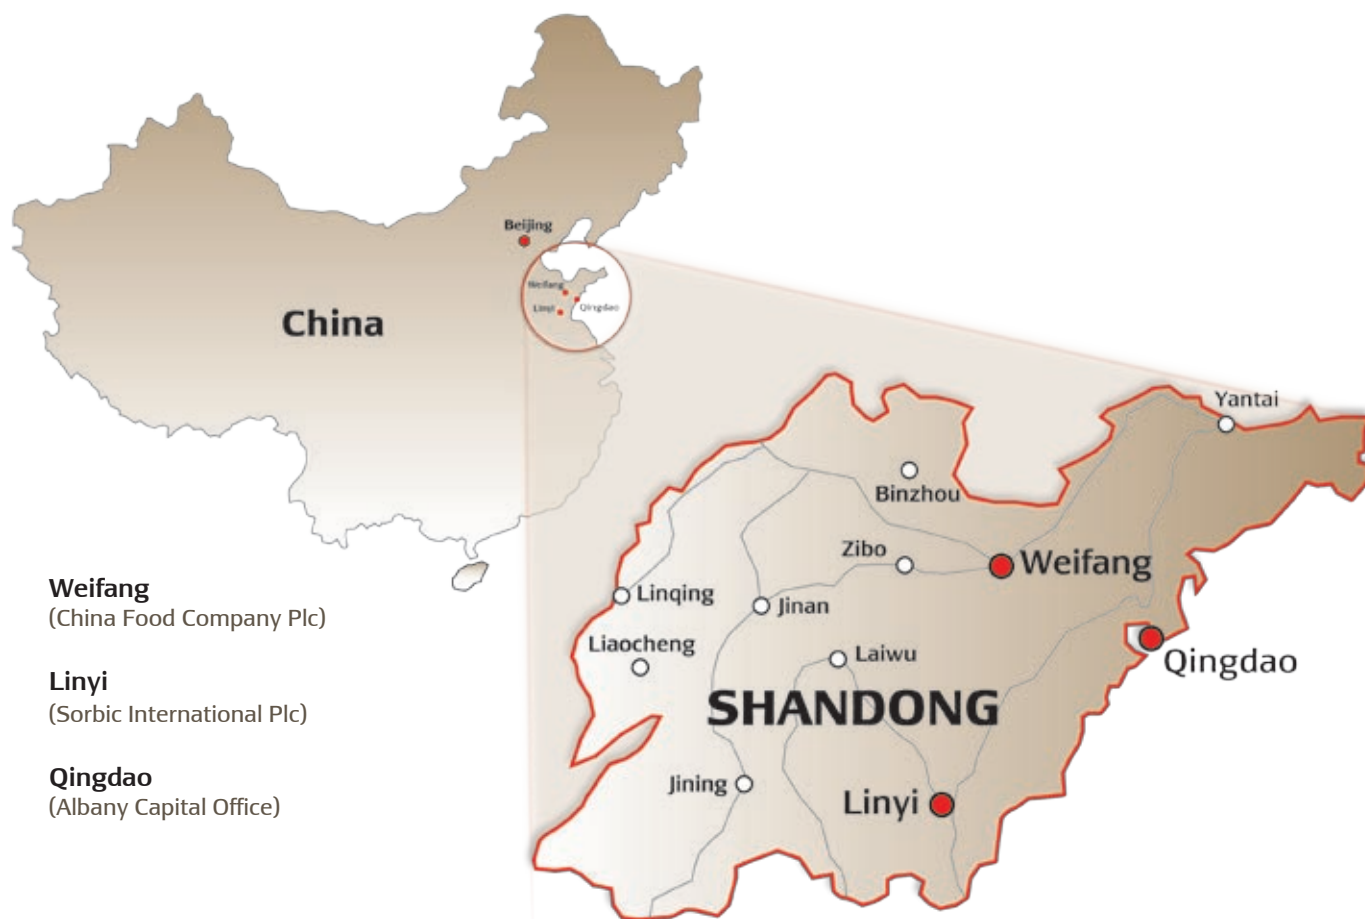 Beijing
Weifang
Linyi
Qingdao
China
Yantai
Binzhou
Zibo
Weifang
Linqing
Jinan
Liaocheng
Laiwu
Qingdao
SHANDONG
Jining
Linyi
Weifang
(China Food Company Plc)
Linyi
(Sorbic International Plc)
Qingdao
(Albany Capital Office)